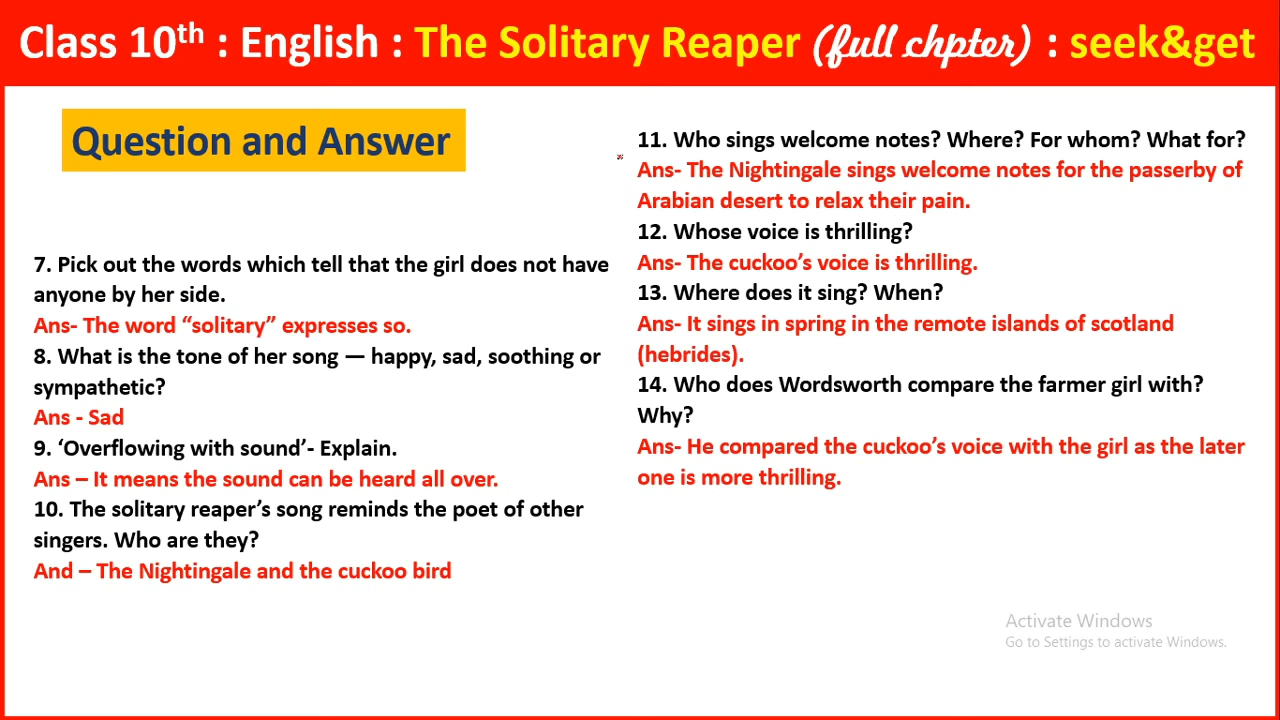 Class 10th : English : The Solitary Reaper (full chpter) : seek&get
Question and Answer
7. Pick out the words which tell that the girl does not have
anyone by her side.
Ans- The word “solitary” expresses so.
8. What is the tone of her song — happy, sad, soothing or
sympathetic?
Ans - Sad
9. ‘Overflowing with sound’- Explain.
Ans – It means the sound can be heard all over.
10. The solitary reaper’s song reminds the poet of other
singers. Who are they?
And – The Nightingale and the cuckoo bird
11. Who sings welcome notes? Where? For whom? What for?
Ans- The Nightingale sings welcome notes for the passerby of
Arabian desert to relax their pain.
12. Whose voice is thrilling?
Ans- The cuckoo’s voice is thrilling.
13. Where does it sing? When?
Ans- It sings in spring in the remote islands of scotland
(hebrides).
14. Who does Wordsworth compare the farmer girl with?
Why?
Ans- He compared the cuckoo’s voice with the girl as the later
one is more thrilling.
Activate Windows
Go to Settings to activate Windows.